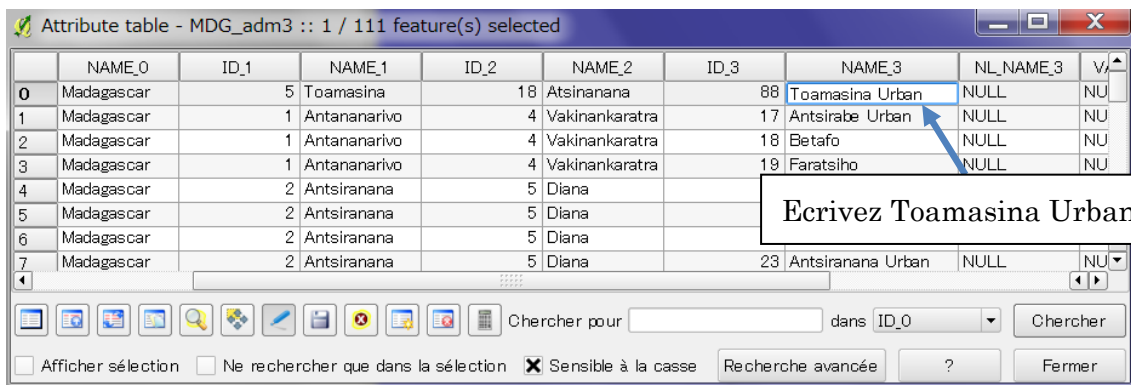 Attribute table - MDG_adm3 :: 1 / 111 feature(s) selected
NAME_0 ID_1 NAME_1 ID_2 NAME_2 ID_3 NAME_3 NL_NAME_3 VA
0 Madagascar 5 Toamasina 18 Atsinanana 88 Toamasina Urban NULL NU
1 Madagascar 1 Antananarivo 4 Vakinankaratra 17 Antsirabe Urban NULL NU
2 Madagascar 1 Antananarivo 4 Vakinankaratra 18 Betafo NULL NU
3 Madagascar 1 Antananarivo 4 Vakinankaratra 19 Faratsiho NULL NU
4 Madagascar 2 Antsiranana 5 Diana
5 Madagascar 2 Antsiranana 5 Diana
6 Madagascar 2 Antsiranana 5 Diana
7 Madagascar 2 Antsiranana 5 Diana 23 Antsiranana Urban NULL NU
Ecrivez Toamasina Urban
Chercher pour dans ID_0 Chercher
Afficher sélection Ne rechercher que dans la sélection Sensible à la casse Recherche avancée ? Fermer